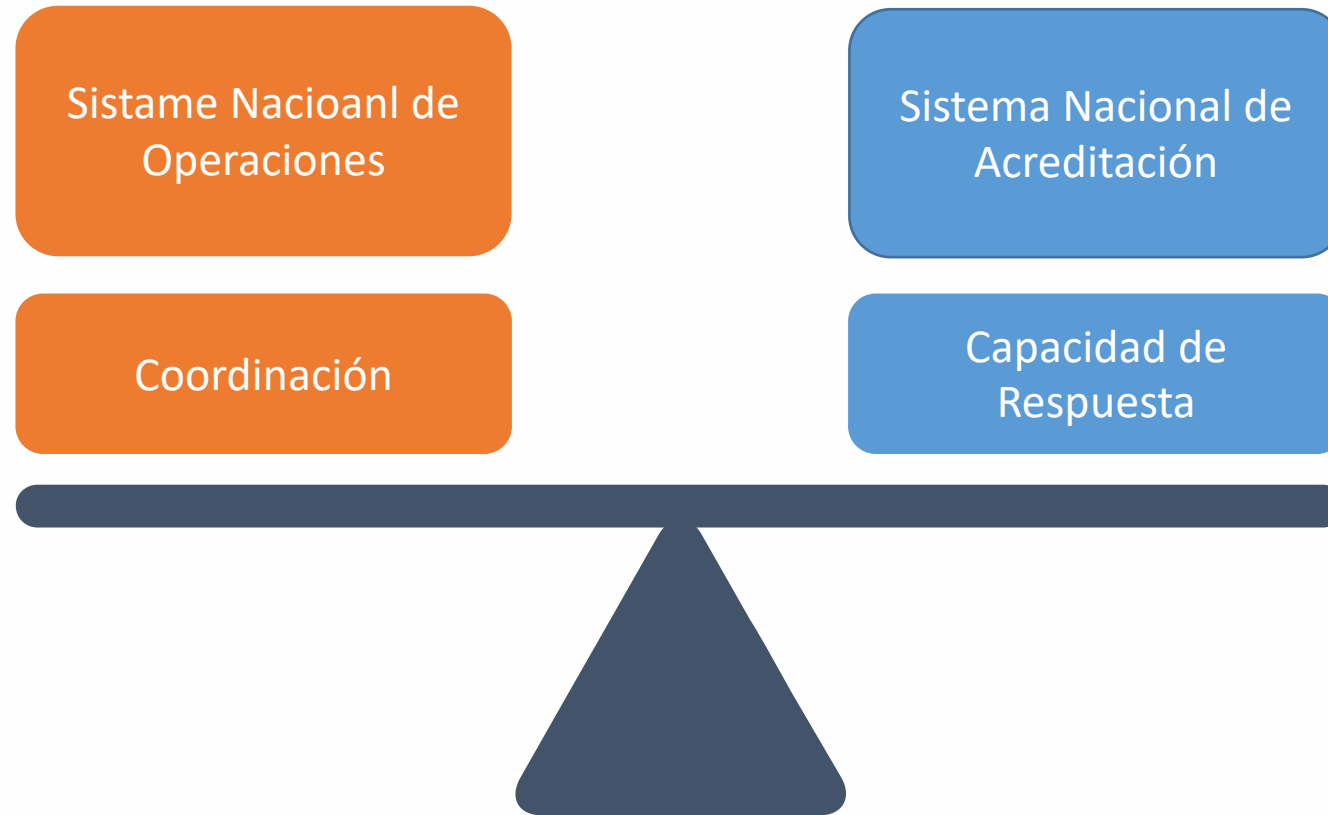 Sistame Nacioanl de
Operaciones
Sistema Nacional de
Acreditación
Coordinación
Capacidad de
Respuesta